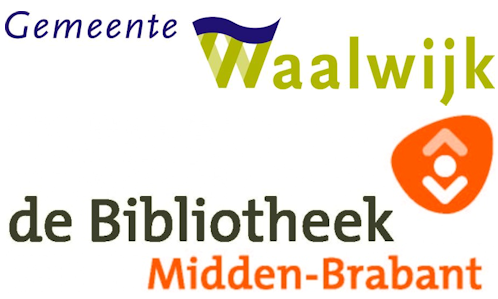 Gemeente
Waalwijk
de Bibliotheek
Midden-Brabant